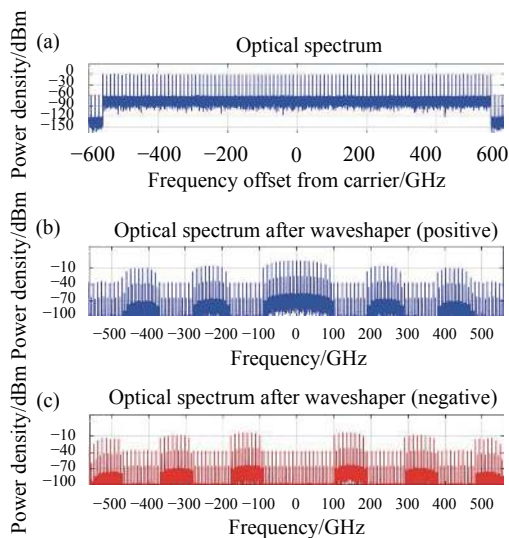 (a)
Optical spectrum
Power density/dBm
0
−30
−60
−90
−120
−150
−600 −400 −200 0 200 400 600
Frequency offset from carrier/GHz
(b)
Optical spectrum after waveshaper (positive)
Power density/dBm
−10
−40
−70
−100
−500 −400 −300 −200 −100 0 100 200 300 400 500
Frequency/GHz
(c)
Optical spectrum after waveshaper (negative)
Power density/dBm
−10
−40
−70
−100
−500 −400 −300 −200 −100 0 100 200 300 400 500
Frequency/GHz